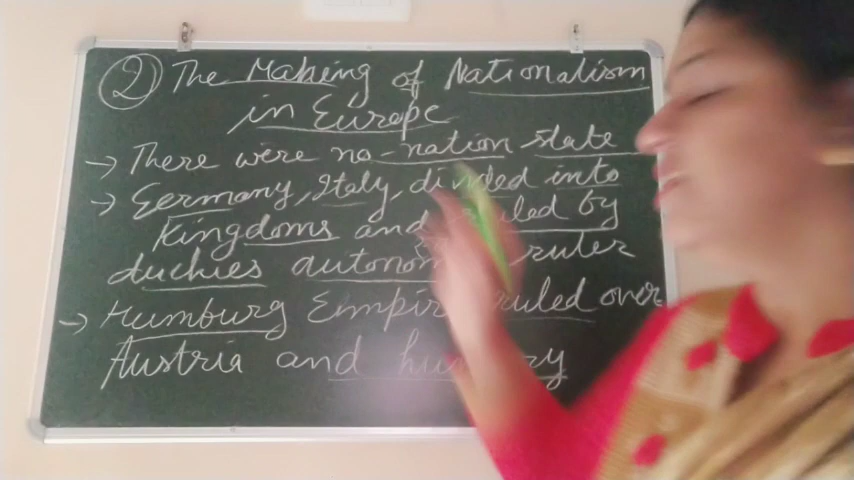 ② The Making of Nationalism
in Europe
→ There were no-nation state
→ Germany, Italy, divided into
Kingdoms and ruled by
duchies ruler
→ Humburg Empire ruled over
Austria and